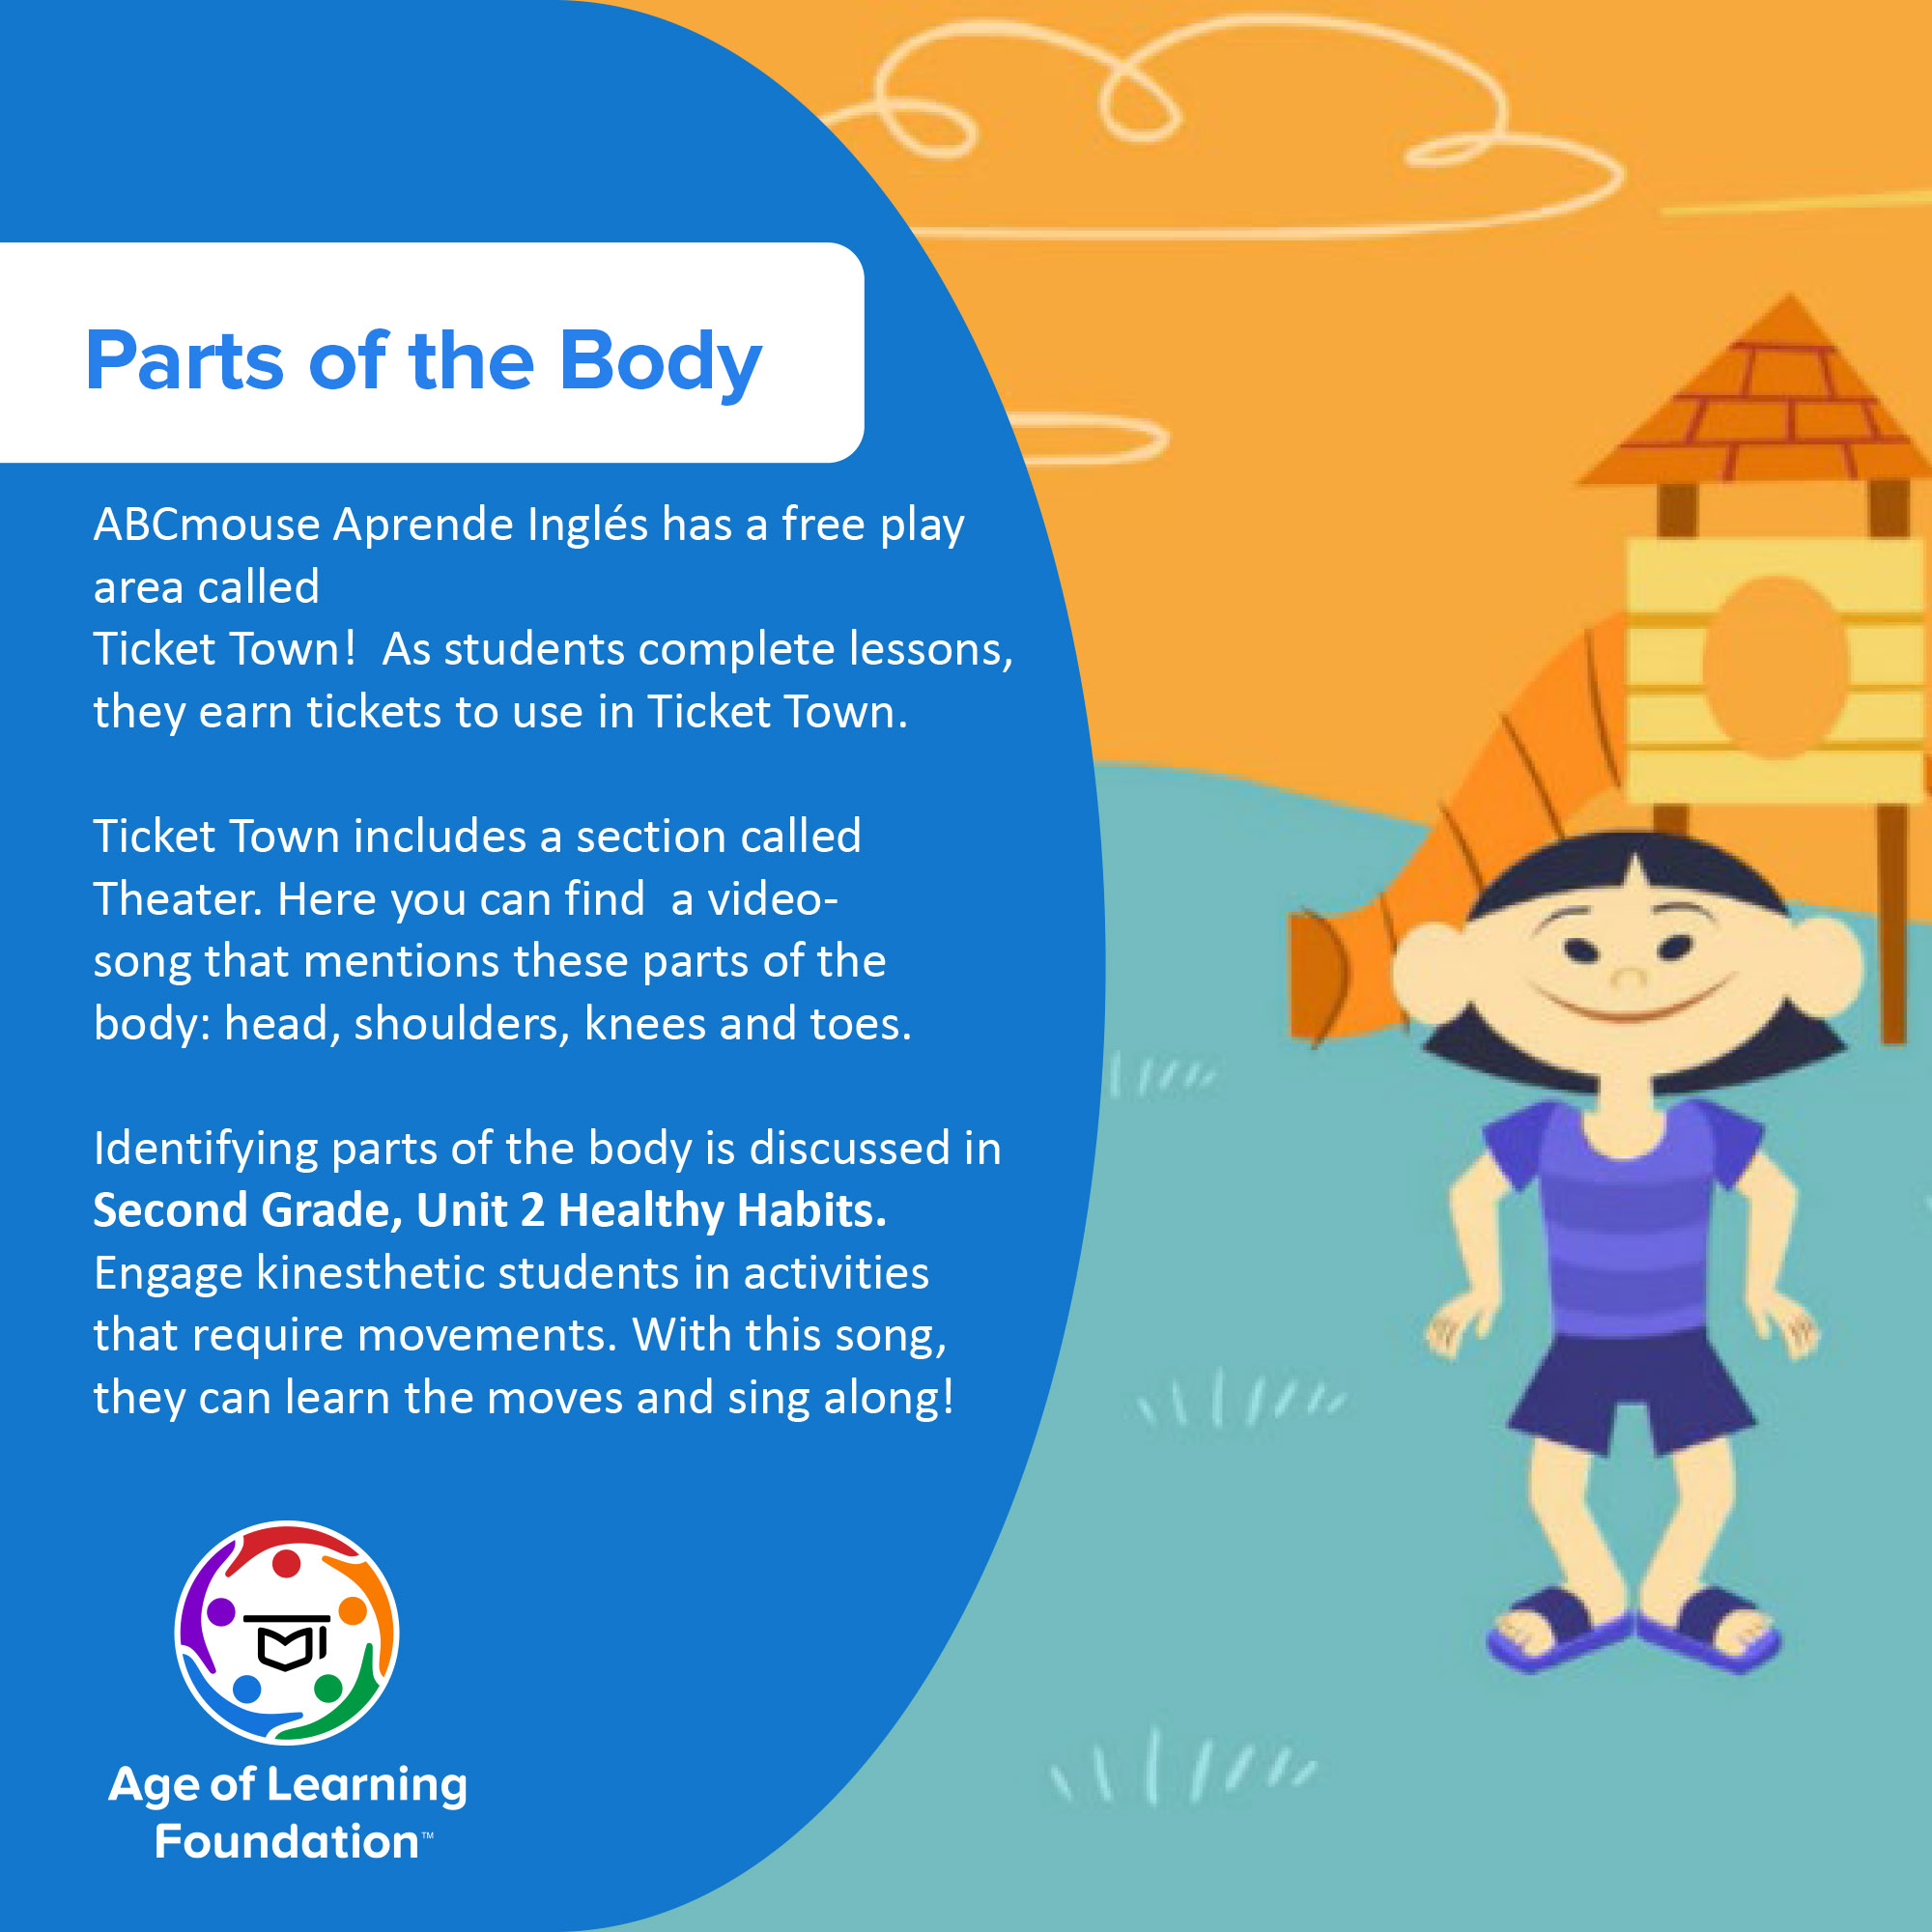 Parts of the Body
ABCmouse Aprende Inglés has a free play
area called
Ticket Town!  As students complete lessons,
they earn tickets to use in Ticket Town.
Ticket Town includes a section called
Theater. Here you can find  a video-
song that mentions these parts of the
body: head, shoulders, knees and toes.
Identifying parts of the body is discussed in
Second Grade, Unit 2 Healthy Habits.
Engage kinesthetic students in activities
that require movements. With this song,
they can learn the moves and sing along!
Age of Learning
Foundation™